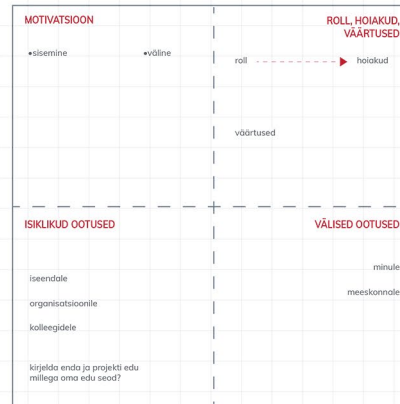 MOTIVATSIOON
•sisemine
•väline
ROLL, HOIAKUD,
VÄÄRTUSED
roll
hoiakud
väärtused
ISIKLIKUD OOTUSED
iseendale
organisatsioonile
kolleegidele
kirjelda enda ja projekti edu
millega oma edu seod?
VÄLISED OOTUSED
minule
meeskonnale